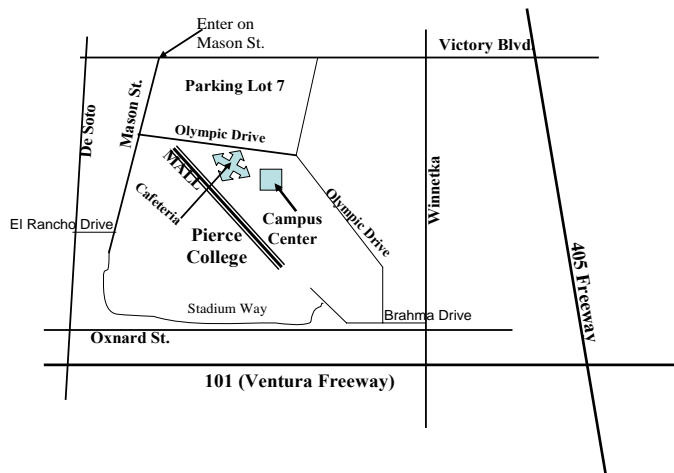 Enter on
Mason St.
Victory Blvd.
Parking Lot 7
De Soto
Mason St.
Olympic Drive
MALL
Cafeteria
Campus
Center
Olympic Drive
Winnetka
El Rancho Drive
Pierce
College
405 Freeway
Stadium Way
Brahma Drive
Oxnard St.
101 (Ventura Freeway)